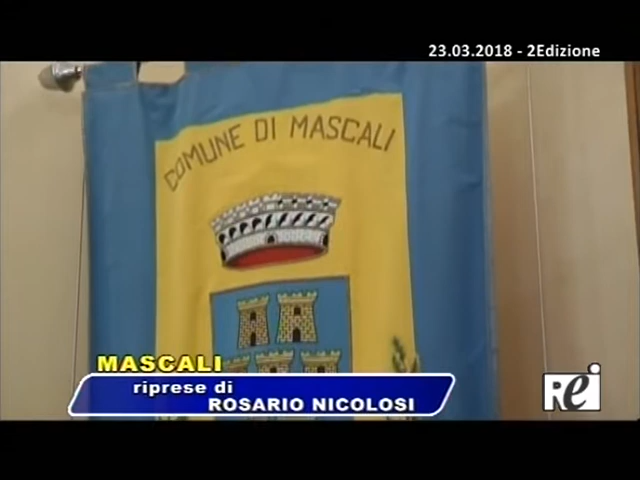 23.03.2018 - 2Edizione
COMUNE DI MASCALI
MASCALI
riprese di
ROSARIO NICOLOSI
REi